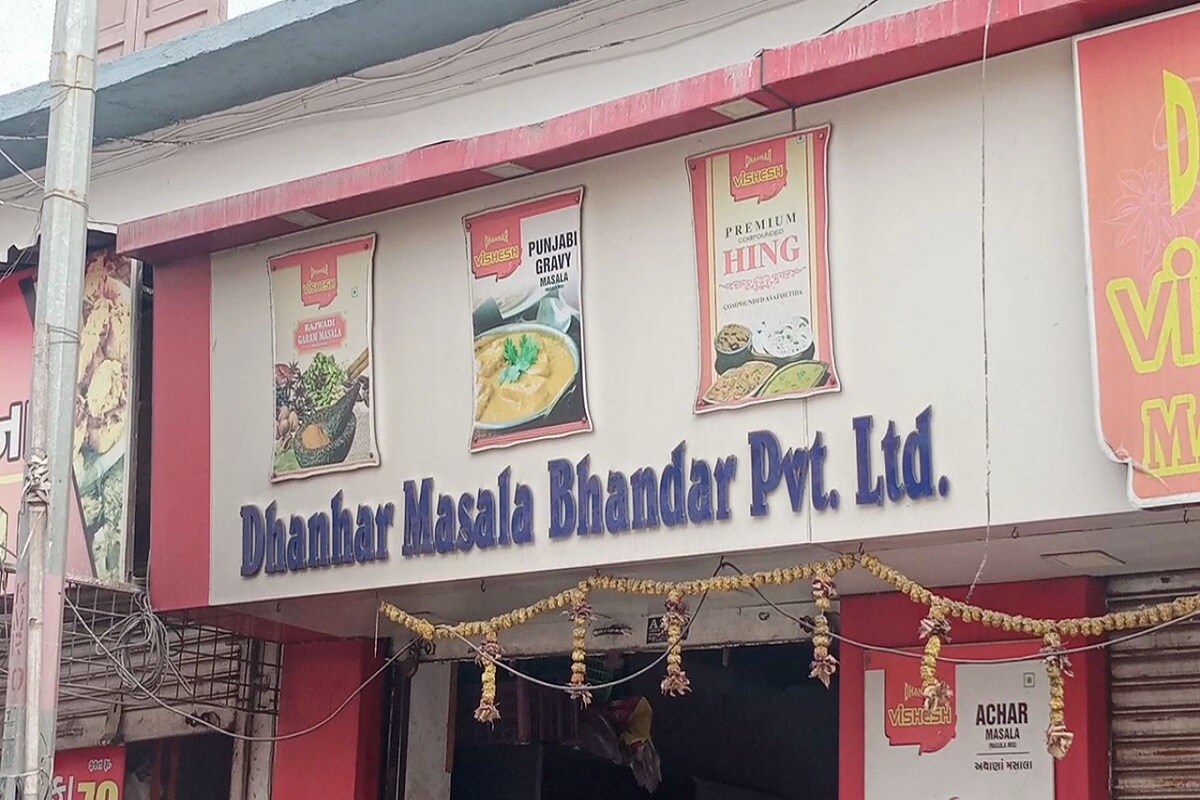 DHANHAR
VISHESH
RAJWADI
GARAM MASALA
DHANHAR
VISHESH
PUNJABI
GRAVY
MASALA
DHANHAR
VISHESH
PREMIUM
COMPOUNDED
HING
COMPOUNDED ASAFOETIDA
Dhanhar Masala Bhandar Pvt. Ltd.
VISHESH
ACHAR
MASALA
(MASALA MIX)
અથાણાં મસાલા
70